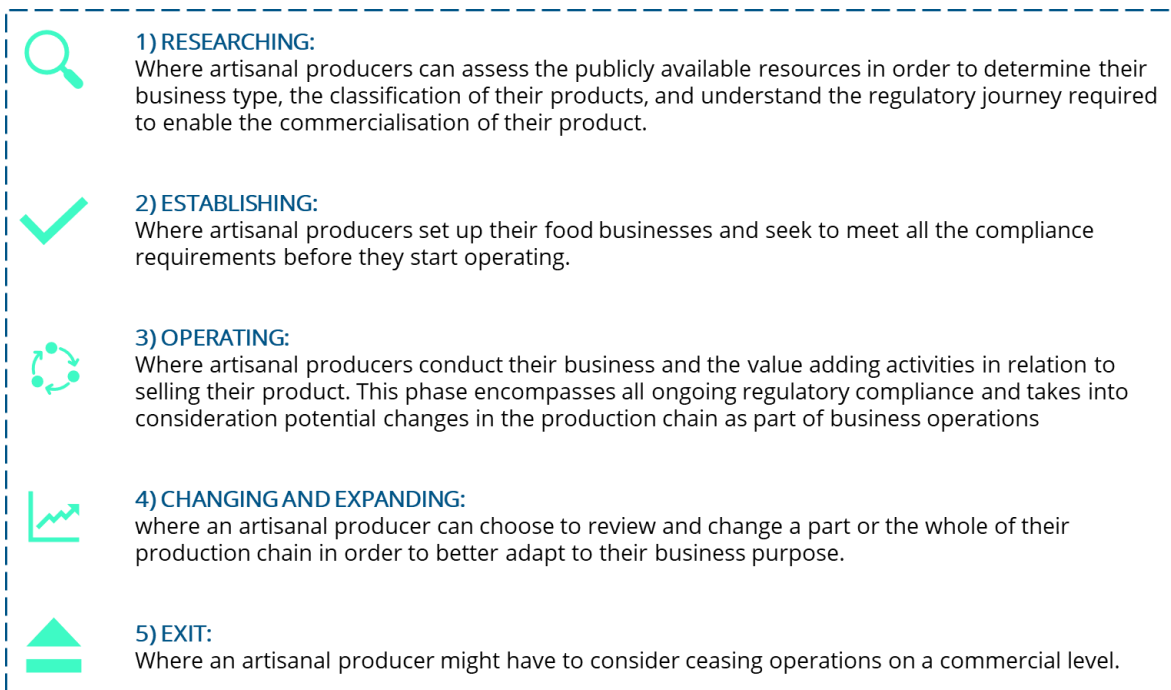 1) RESEARCHING:
Where artisanal producers can assess the publicly available resources in order to determine their
business type, the classification of their products, and understand the regulatory journey required
to enable the commercialisation of their product.
2) ESTABLISHING:
Where artisanal producers set up their food businesses and seek to meet all the compliance
requirements before they start operating.
3) OPERATING:
Where artisanal producers conduct their business and the value adding activities in relation to
selling their product. This phase encompasses all ongoing regulatory compliance and takes into
consideration potential changes in the production chain as part of business operations
4) CHANGING AND EXPANDING:
where an artisanal producer can choose to review and change a part or the whole of their
production chain in order to better adapt to their business purpose.
5) EXIT:
Where an artisanal producer might have to consider ceasing operations on a commercial level.